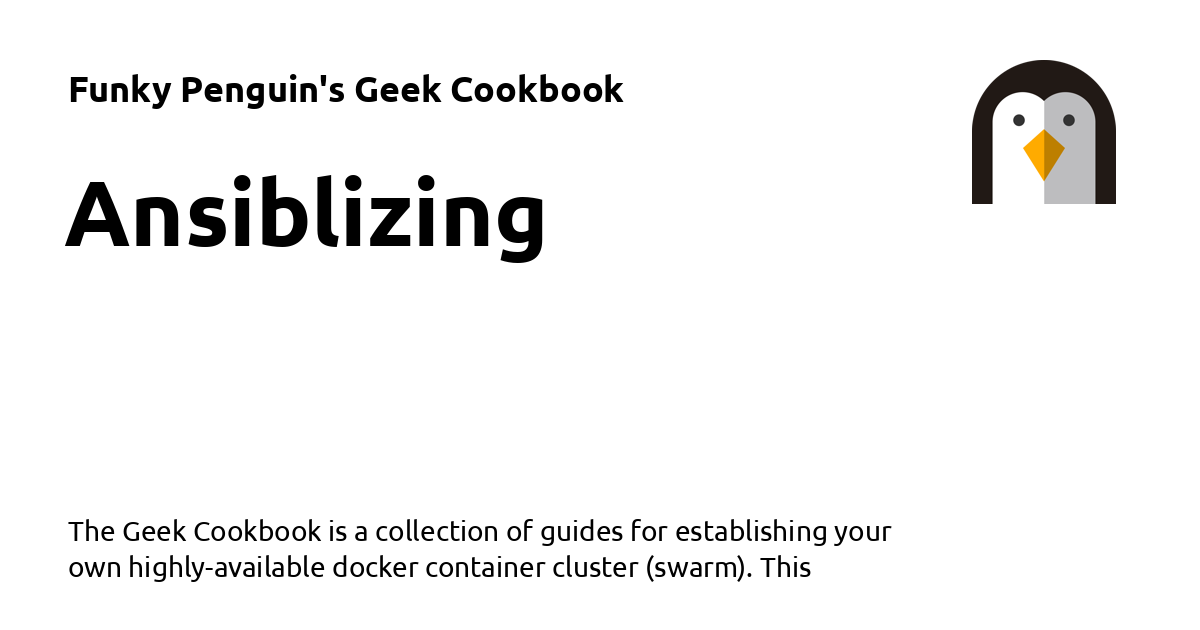 Funky Penguin's Geek Cookbook
Ansiblizing
The Geek Cookbook is a collection of guides for establishing your
own highly-available docker container cluster (swarm). This